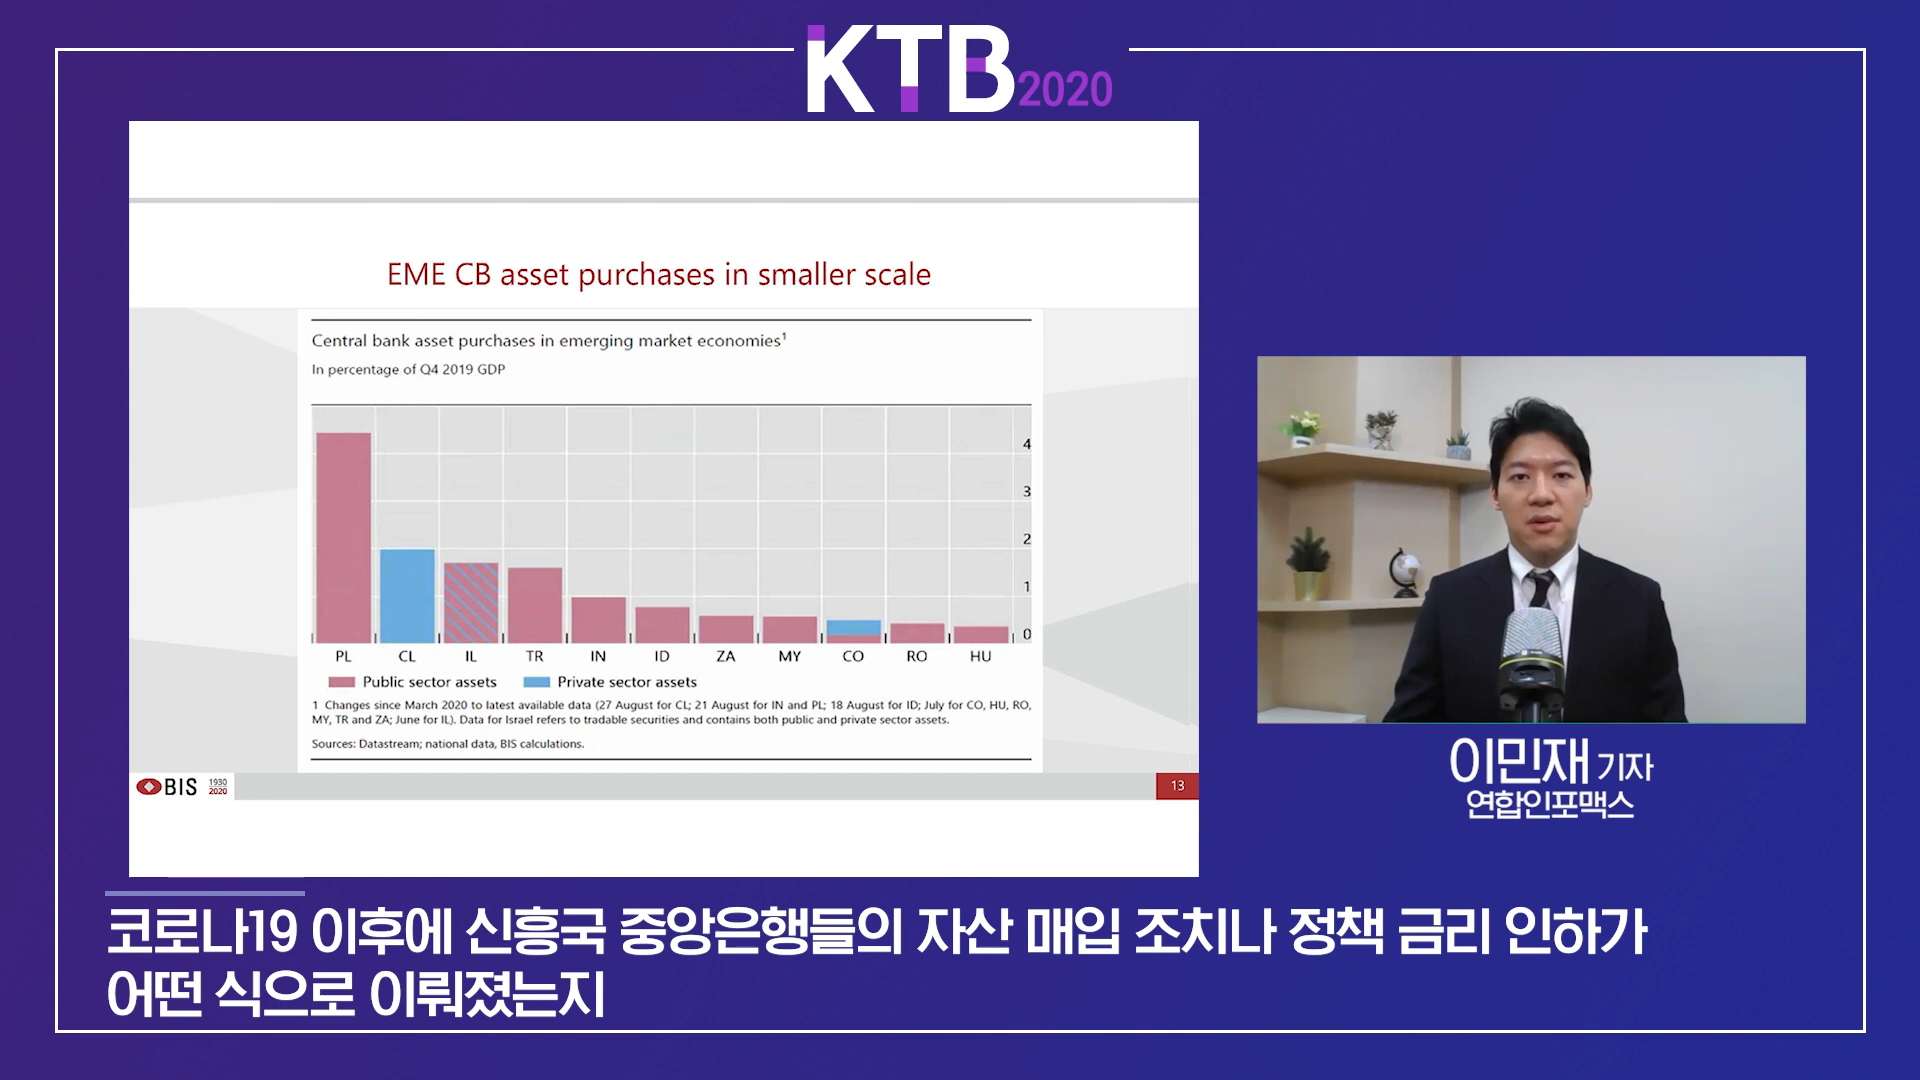 KTB 2020
EME CB asset purchases in smaller scale
Central bank asset purchases in emerging market economies¹
In percentage of Q4 2019 GDP
4
3
2
1
0
PL CL IL TR IN ID ZA MY CO RO HU
Public sector assets Private sector assets
1 Changes since March 2020 to latest available data (27 August for CL; 21 August for IN and PL; 18 August for ID; July for CO, HU, RO,
MY, TR and ZA; June for IL). Data for Israel refers to tradable securities and contains both public and private sector assets.
Sources: Datastream; national data, BIS calculations.
BIS 1930
2020
13
이민재 기자
연합인포맥스
코로나19 이후에 신흥국 중앙은행들의 자산 매입 조치나 정책 금리 인하가
어떤 식으로 이뤄졌는지